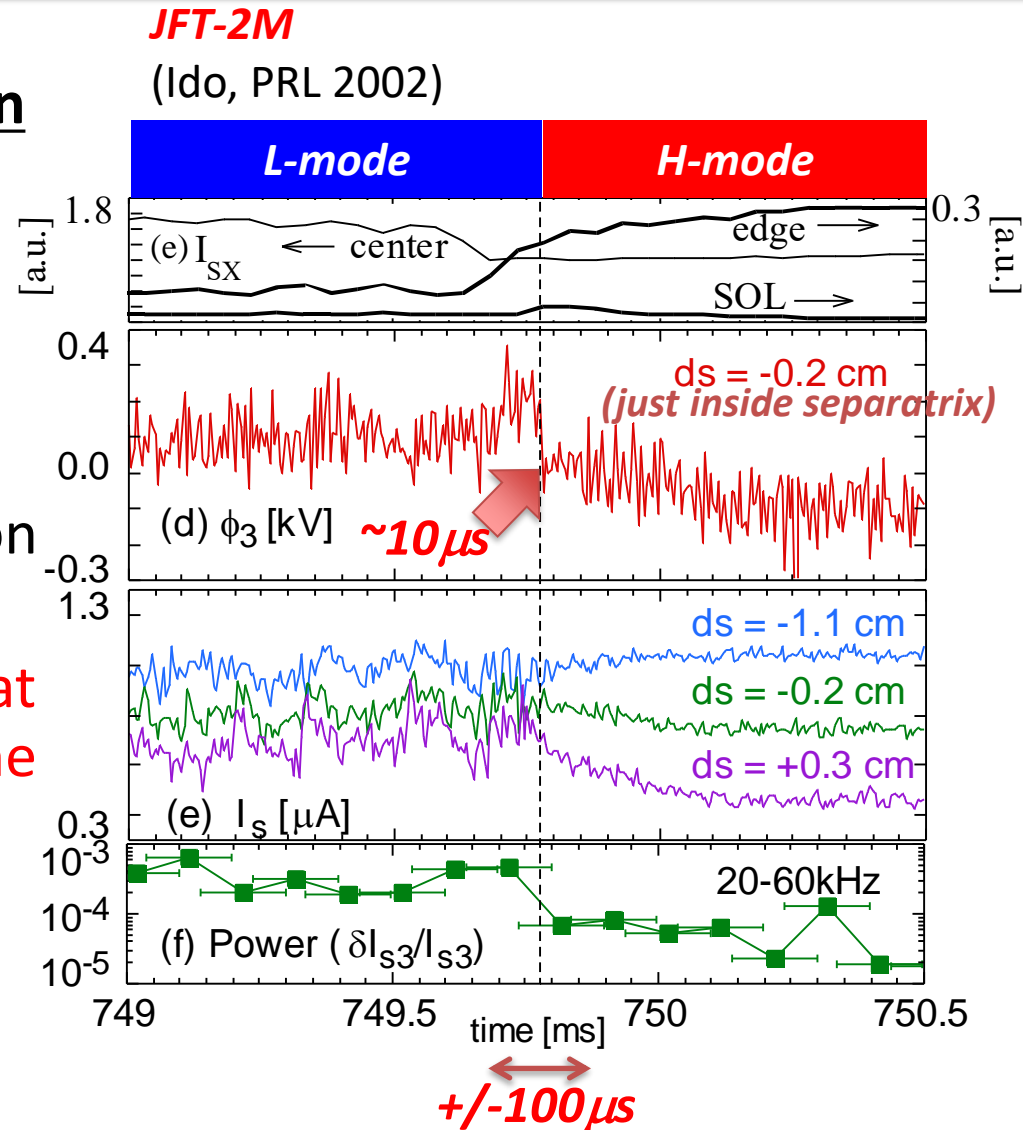 JFT-2M
(Ido, PRL 2002)
n
L-mode
H-mode
1.8
[a.u.]
(e) I_SX
center
edge
SOL
0.3
[a.u.]
0.4
0.0
-0.3
ds = -0.2 cm
(just inside separatrix)
(d) ϕ3 [kV]
~10μs
on
1.3
0.3
ds = -1.1 cm
ds = -0.2 cm
ds = +0.3 cm
at
ne
(e) Is [μA]
10-3
10-4
10-5
20-60kHz
(f) Power (δIs3/Is3)
749
749.5
750
750.5
time [ms]
+/-100μs